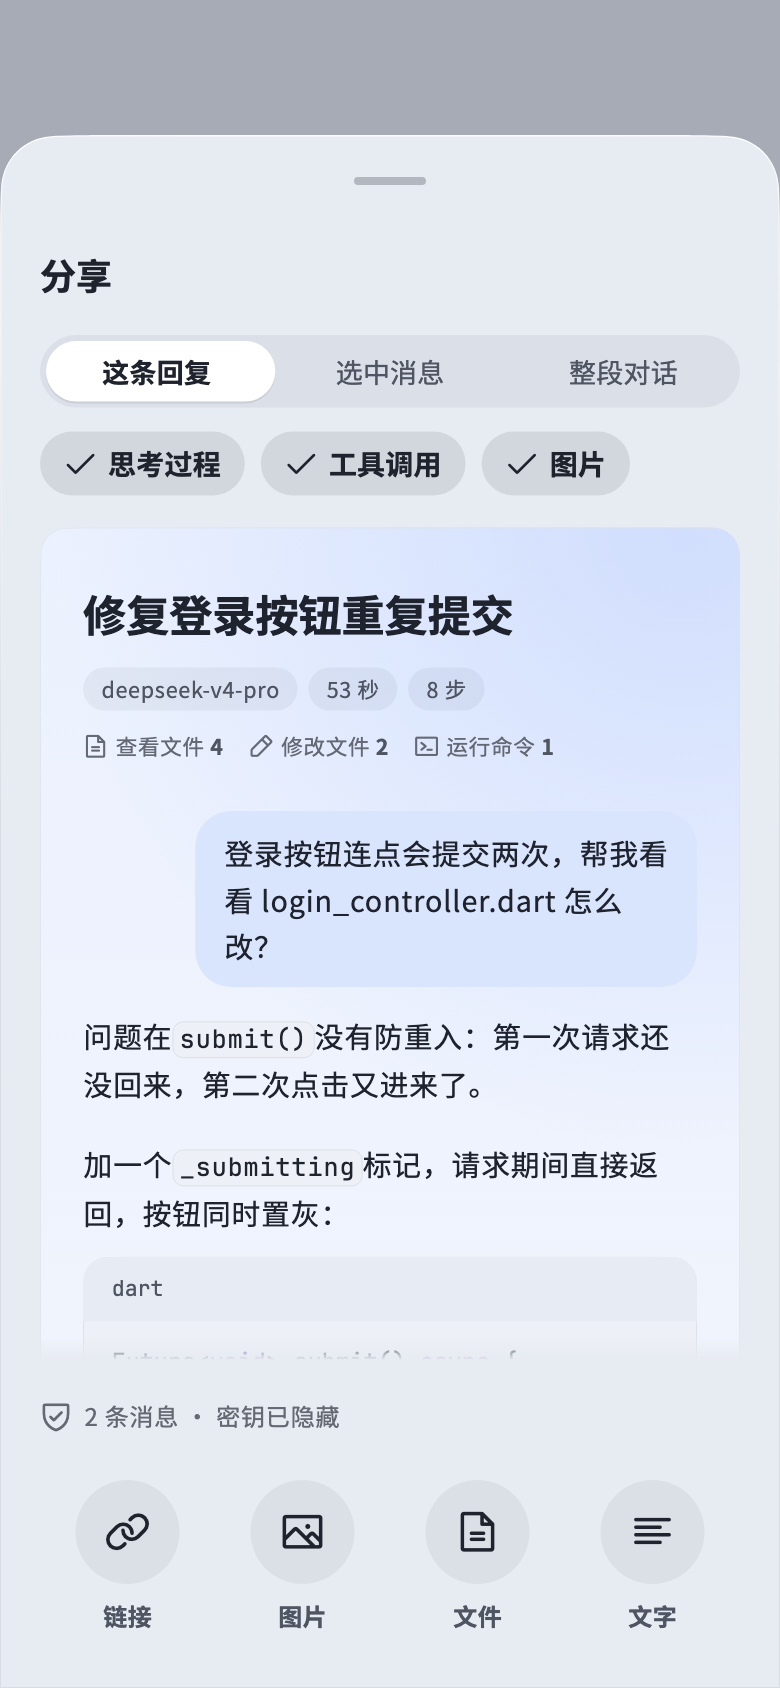 分享
这条回复 选中消息 整段对话
思考过程 工具调用 图片
修复登录按钮重复提交
deepseek-v4-pro 53 秒 8 步
查看文件 4 修改文件 2 运行命令 1
登录按钮连点会提交两次，帮我看
看 login_controller.dart 怎么
改？
问题在 submit() 没有防重入：第一次请求还
没回来，第二次点击又进来了。
加一个 _submitting 标记，请求期间直接返
回，按钮同时置灰：
dart
Future<void> submit() async {
2 条消息 · 密钥已隐藏
链接 图片 文件 文字